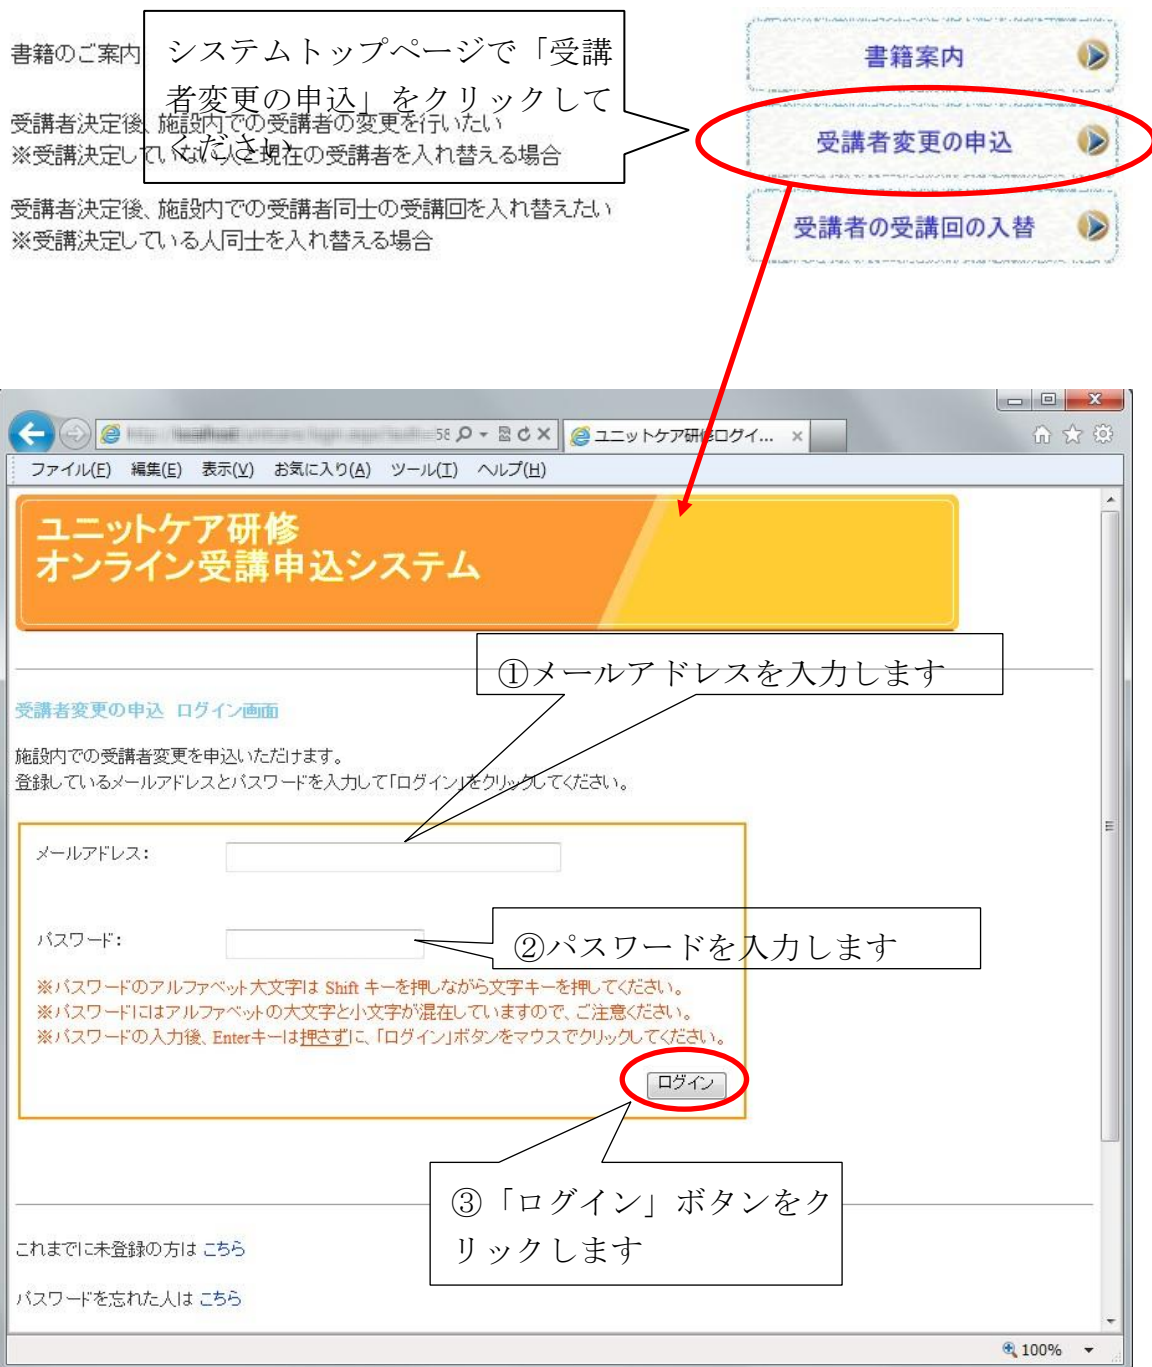 書籍のご案内
システムトップページで「受講
者変更の申込」をクリックして
ください
書籍案内
受講者決定後、施設内での受講者の変更を行いたい
※受講決定していない人と現在の受講者を入れ替える場合
受講者変更の申込
受講者決定後、施設内での受講者同士の受講回を入れ替えたい
※受講決定している人同士を入れ替える場合
受講者の受講回の入替
58
ユニットケア研修ログイ...
ファイル(F) 編集(E) 表示(V) お気に入り(A) ツール(T) ヘルプ(H)
ユニットケア研修
オンライン受講申込システム
①メールアドレスを入力します
受講者変更の申込 ログイン画面
施設内での受講者変更を申込いただけます。
登録しているメールアドレスとパスワードを入力して「ログイン」をクリックしてください。
メールアドレス:
パスワード:
②パスワードを入力します
※パスワードのアルファベット大文字は Shift キーを押しながら文字キーを押してください。
※パスワードにはアルファベットの大文字と小文字が混在していますので、ご注意ください。
※パスワードの入力後、Enterキーは押さずに、「ログイン」ボタンをマウスでクリックしてください。
ログイン
③「ログイン」ボタンをク
リックします
これまでに未登録の方は こちら
パスワードを忘れた人は こちら
100%